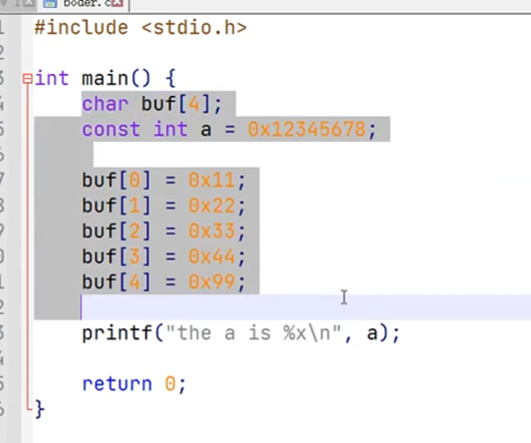 boder.c
1 #include <stdio.h>
2
3 int main() {
4 char buf[4];
5 const int a = 0x12345678;
6
7 buf[0] = 0x11;
8 buf[1] = 0x22;
9 buf[2] = 0x33;
0 buf[3] = 0x44;
1 buf[4] = 0x99;
2
3 printf("the a is %x\n", a);
4
5 return 0;
6 }